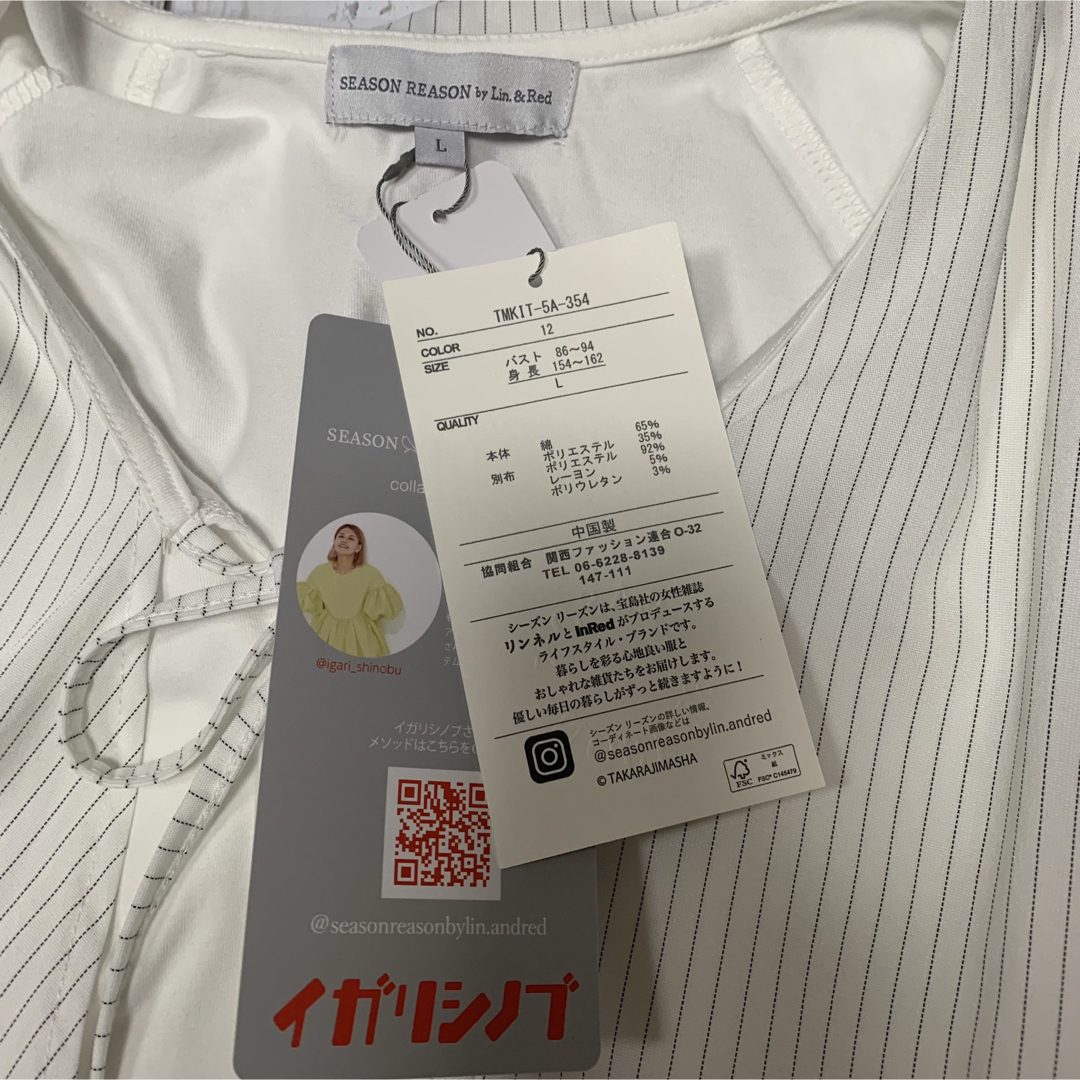 SEASON REASON by Lin.&Red
L
NO. TMKIT-5A-354
COLOR 12
SIZE バスト 86〜94
身長 154〜162
L
QUALITY
本体 綿 65%
ポリエステル 35%
別布 ポリエステル 92%
レーヨン 5%
ポリウレタン 3%
中国製
協同組合 関西ファッション連合 O-32
TEL 06-6228-8139
147-111
シーズン リーズンは、宝島社の女性雑誌
リンネルとInRedがプロデュースする
ライフスタイル・ブランドです。
暮らしを彩る心地良い服と
おしゃれな雑貨たちをお届けします。
優しい毎日の暮らしがずっと続きますように!
シーズン リーズンの詳しい情報、
コーディネート画像などは
@seasonreasonbylin.andred
©TAKARAJIMASHA
FSC
ミックス
紙
FSC® C145479
SEASON
colla
@igari_shinobu
イガリシノブさ
メソッドはこちらを
@seasonreasonbylin.andred
イガリシノブ